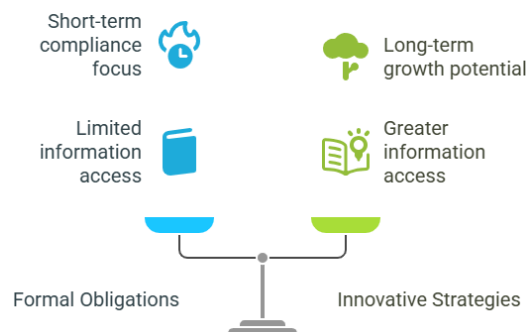 Short-term
compliance
focus
Long-term
growth potential
Limited
information
access
Greater
information
access
Formal Obligations
Innovative Strategies